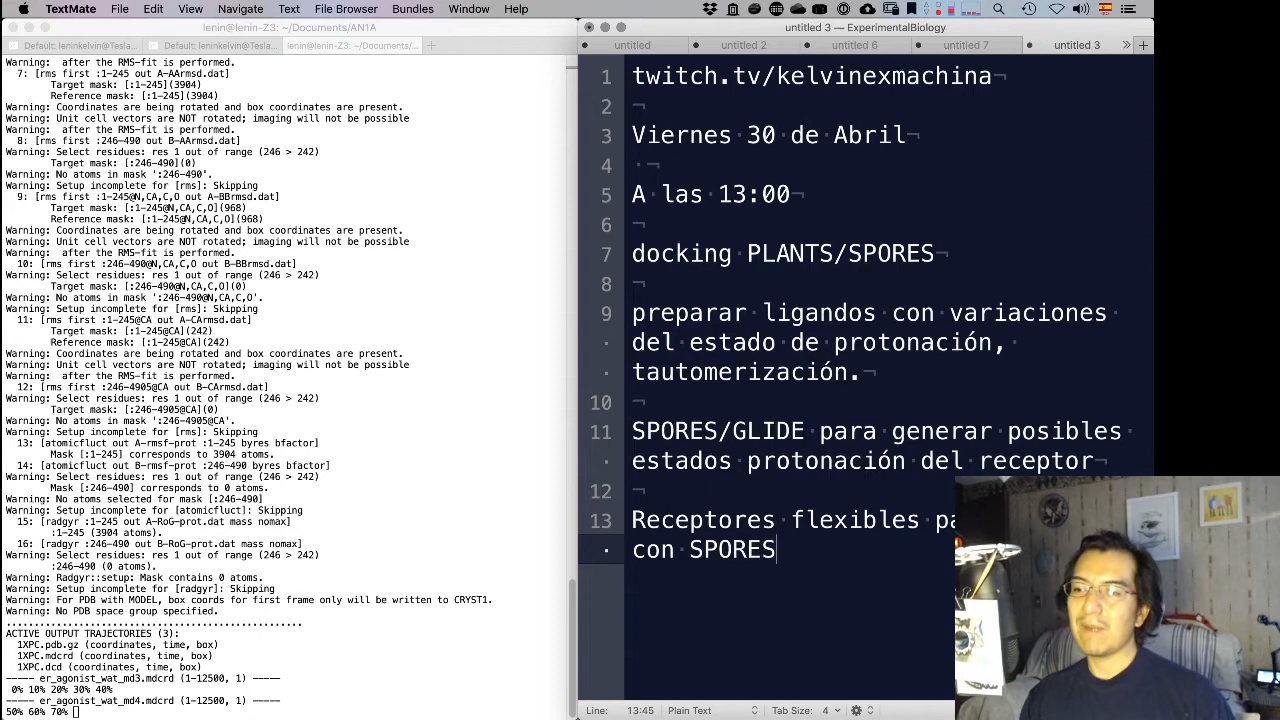 Shell Edit View Session Scripts Profiles Toolbelt Window Help
File Edit View Text File Browser Bundles Window Help
lenin@lenin-Z3:~/Documents/AN1A
Default: leninkelvin@Tesla...
Default: leninkelvin@Tesla...
lenin@lenin-Z3: ~/Documents/...
Warning:  after the RMS-fit is performed.
7: [rms first :1-245 out A-AArmsd.dat]
Target mask: [:1-245](3904)
Reference mask: [:1-245](3904)
Warning: Coordinates are being rotated and box coordinates are present.
Warning: Unit cell vectors are NOT rotated; imaging will not be possible
Warning:  after the RMS-fit is performed.
8: [rms first :246-490 out B-AArmsd.dat]
Warning: Select residues: res 1 out of range (246 > 242)
Target mask: [:246-490](0)
Warning: No atoms in mask ':246-490'.
Warning: Setup incomplete for [rms]: Skipping
9: [rms first :1-245@N,CA,C,O out A-BBrmsd.dat]
Target mask: [:1-245@N,CA,C,O](968)
Reference mask: [:1-245@N,CA,C,O](968)
Warning: Coordinates are being rotated and box coordinates are present.
Warning: Unit cell vectors are NOT rotated; imaging will not be possible
Warning:  after the RMS-fit is performed.
10: [rms first :246-490@N,CA,C,O out B-BBrmsd.dat]
Warning: Select residues: res 1 out of range (246 > 242)
Target mask: [:246-490@N,CA,C,O](0)
Warning: No atoms in mask ':246-490@N,CA,C,O'.
Warning: Setup incomplete for [rms]: Skipping
11: [rms first :1-245@CA out A-CArmsd.dat]
Target mask: [:1-245@CA](242)
Reference mask: [:1-245@CA](242)
Warning: Coordinates are being rotated and box coordinates are present.
Warning: Unit cell vectors are NOT rotated; imaging will not be possible
Warning:  after the RMS-fit is performed.
12: [rms first :246-4905@CA out B-CArmsd.dat]
Warning: Select residues: res 1 out of range (246 > 242)
Target mask: [:246-4905@CA](0)
Warning: No atoms in mask ':246-4905@CA'.
Warning: Setup incomplete for [rms]: Skipping
13: [atomicfluct out A-rmsf-prot :1-245 byres bfactor]
Mask [:1-245] corresponds to 3904 atoms.
14: [atomicfluct out B-rmsf-prot :246-490 byres bfactor]
Warning: Select residues: res 1 out of range (246 > 242)
Mask [:246-490] corresponds to 0 atoms.
Warning: No atoms selected for mask [:246-490]
Warning: Setup incomplete for [atomicfluct]: Skipping
15: [radgyr :1-245 out A-RoG-prot.dat mass nomax]
:1-245 (3904 atoms).
16: [radgyr :246-490 out B-RoG-prot.dat mass nomax]
Warning: Select residues: res 1 out of range (246 > 242)
:246-490 (0 atoms).
Warning: Radgyr::setup: Mask contains 0 atoms.
Warning: Setup incomplete for [radgyr]: Skipping
Warning: For PDB with MODEL, box coords for first frame only will be written to CRYST1.
Warning: No PDB space group specified.
.....................................................
ACTIVE OUTPUT TRAJECTORIES (3):
1XPC.pdb.gz (coordinates, time, box)
1XPC.mdcrd (coordinates, time, box)
1XPC.dcd (coordinates, time, box)
----- er_agonist_wat_md3.mdcrd (1-12500, 1) -----
0% 10% 20% 30% 40%
----- er_agonist_wat_md4.mdcrd (1-12500, 1) -----
50% 60% 70%
untitled 3 — ExperimentalBiology
untitled
untitled 2
untitled 6
untitled 7
untitled 3
1 twitch.tv/kelvinexmachina¬
2 ¬
3 Viernes·30·de·Abril¬
4 ·¬
5 A·las·13:00¬
6 ¬
7 docking·PLANTS/SPORES¬
8 ¬
9 preparar·ligandos·con·variaciones·
· del·estado·de·protonación,·
· tautomerización.¬
10 ¬
11 SPORES/GLIDE·para·generar·posibles·
· estados·protonación·del·receptor¬
12 ¬
13 Receptores·flexibles·
· con·SPORES
Line: 13:45 Plain Text Tab Size: 4